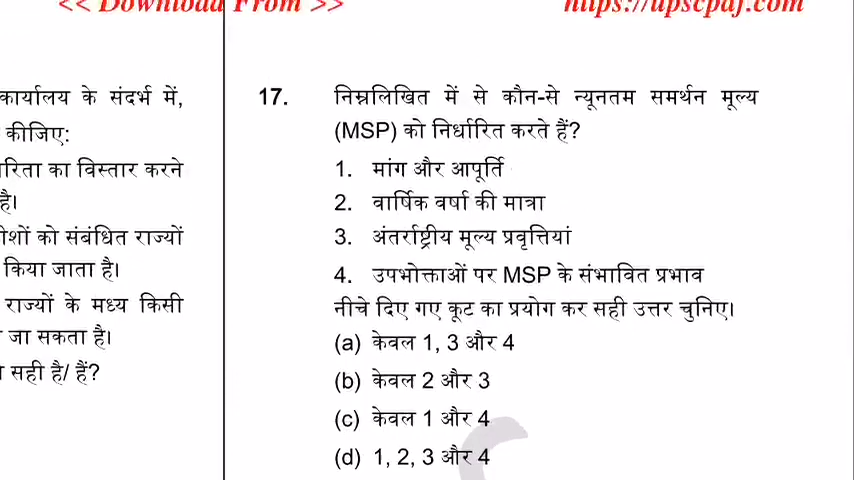 << Download From >>
https://upscpdf.com
कार्यालय के संदर्भ में,
कीजिए:
रिता का विस्तार करने
है।
शों को संबंधित राज्यों
किया जाता है।
राज्यों के मध्य किसी
जा सकता है।
सही है/ हैं?
17. निम्नलिखित में से कौन-से न्यूनतम समर्थन मूल्य
(MSP) को निर्धारित करते हैं?
1. मांग और आपूर्ति
2. वार्षिक वर्षा की मात्रा
3. अंतर्राष्ट्रीय मूल्य प्रवृत्तियां
4. उपभोक्ताओं पर MSP के संभावित प्रभाव
नीचे दिए गए कूट का प्रयोग कर सही उत्तर चुनिए।
(a) केवल 1, 3 और 4
(b) केवल 2 और 3
(c) केवल 1 और 4
(d) 1, 2, 3 और 4